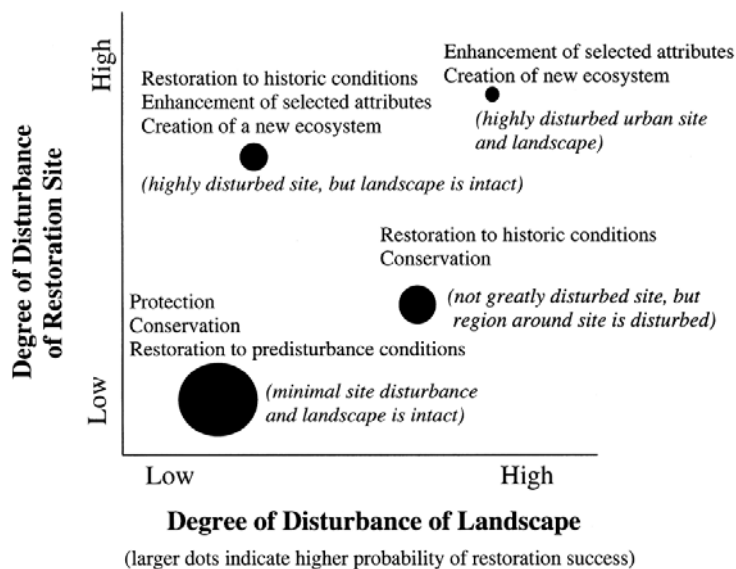 High
Enhancement of selected attributes
Creation of new ecosystem
(highly disturbed urban site
and landscape)
Restoration to historic conditions
Enhancement of selected attributes
Creation of a new ecosystem
(highly disturbed site, but landscape is intact)
Degree of Disturbance
of Restoration Site
Restoration to historic conditions
Conservation
(not greatly disturbed site, but
region around site is disturbed)
Protection
Conservation
Restoration to predisturbance conditions
(minimal site disturbance
and landscape is intact)
Low
Low
High
Degree of Disturbance of Landscape
(larger dots indicate higher probability of restoration success)